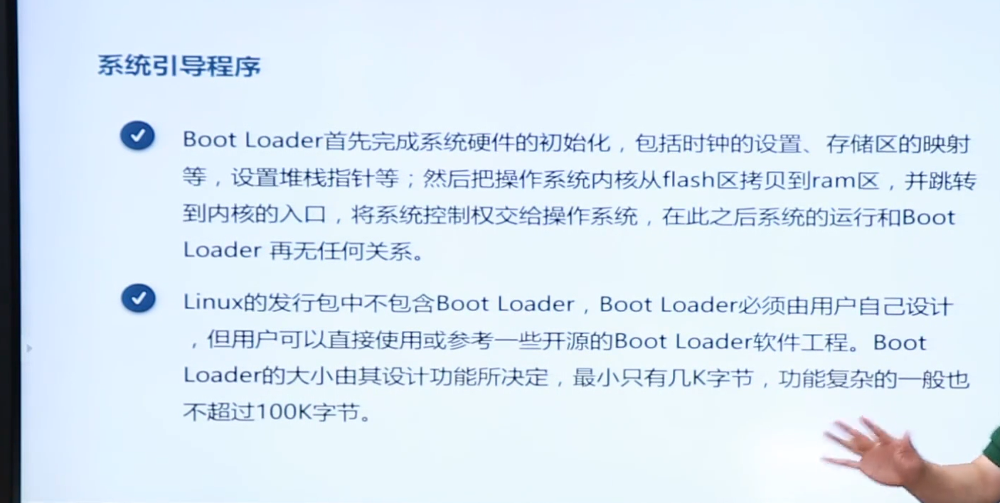 系统引导程序
Boot Loader首先完成系统硬件的初始化，包括时钟的设置、存储区的映射
等，设置堆栈指针等；然后把操作系统内核从flash区拷贝到ram区，并跳转
到内核的入口，将系统控制权交给操作系统，在此之后系统的运行和Boot
Loader 再无任何关系。
Linux的发行包中不包含Boot Loader，Boot Loader必须由用户自己设计
，但用户可以直接使用或参考一些开源的Boot Loader软件工程。Boot
Loader的大小由其设计功能所决定，最小只有几K字节，功能复杂的一般也
不超过100K字节。